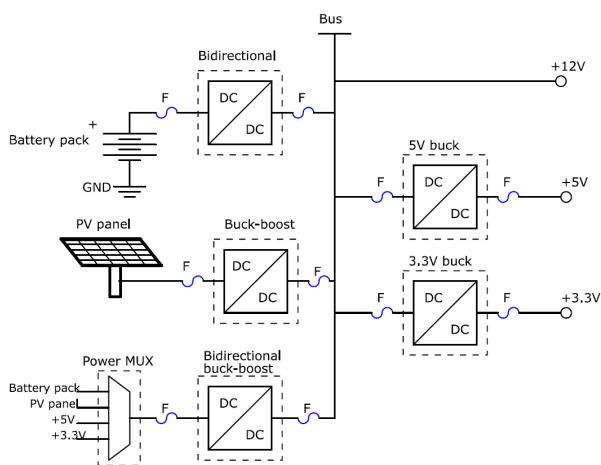 Bus
Bidirectional
+12V
F
F
DC
DC
+
Battery pack
GND
5V buck
F
F
DC
DC
+5V
PV panel
Buck-boost
F
F
DC
DC
3.3V buck
F
F
DC
DC
+3.3V
Power MUX
Bidirectional
buck-boost
Battery pack
PV panel
+5V
+3.3V
F
F
DC
DC